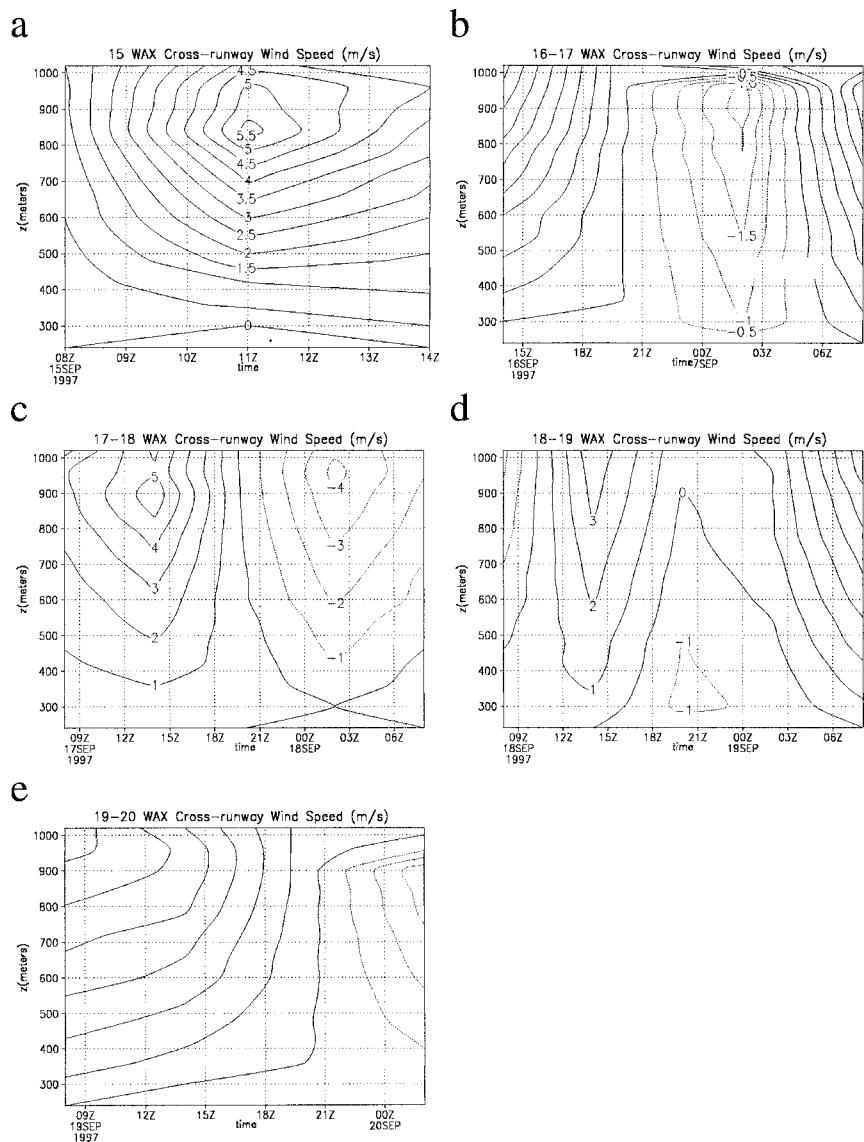 a
15 WAX Cross-runway Wind Speed (m/s)
z(meters)
1000
900
800
700
600
500
400
300
4.5
5
5.5
5
4.5
4
3.5
3
2.5
2
1.5
0
08Z 09Z 10Z 11Z 12Z 13Z 14Z
15SEP
1997
time
b
16-17 WAX Cross-runway Wind Speed (m/s)
z(meters)
1000
900
800
700
600
500
400
300
-1.5
-1
-0.5
15Z 18Z 21Z 00Z 03Z 06Z
16SEP time 7SEP
1997
c
17-18 WAX Cross-runway Wind Speed (m/s)
z(meters)
1000
900
800
700
600
500
400
300
5
4
3
2
1
-4
-3
-2
-1
09Z 12Z 15Z 18Z 21Z 00Z 03Z 06Z
17SEP time 18SEP
1997
d
18-19 WAX Cross-runway Wind Speed (m/s)
z(meters)
1000
900
800
700
600
500
400
300
3
2
1
0
-1
-1
09Z 12Z 15Z 18Z 21Z 00Z 03Z 06Z
18SEP time 19SEP
1997
e
19-20 WAX Cross-runway Wind Speed (m/s)
z(meters)
1000
900
800
700
600
500
400
300
09Z 12Z 15Z 18Z 21Z 00Z
19SEP time 20SEP
1997